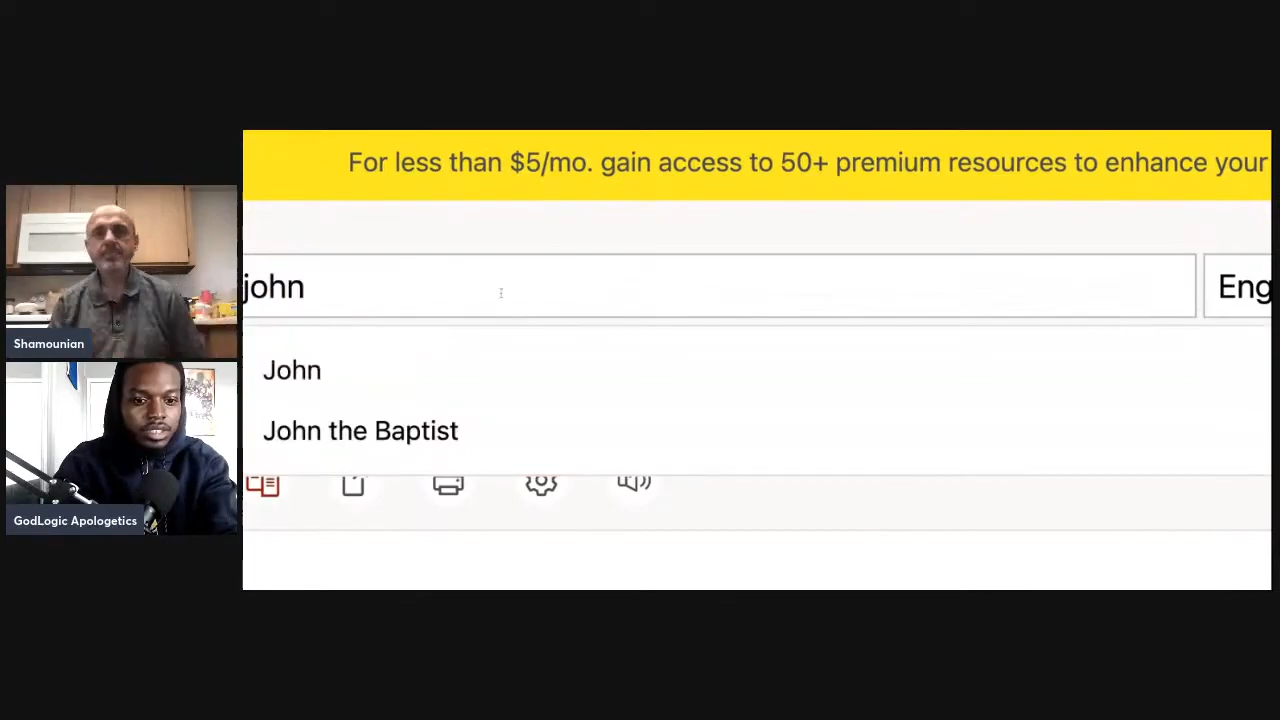 For less than $5/mo. gain access to 50+ premium resources to enhance your
john
Eng
John
John the Baptist
Shamounian
GodLogic Apologetics